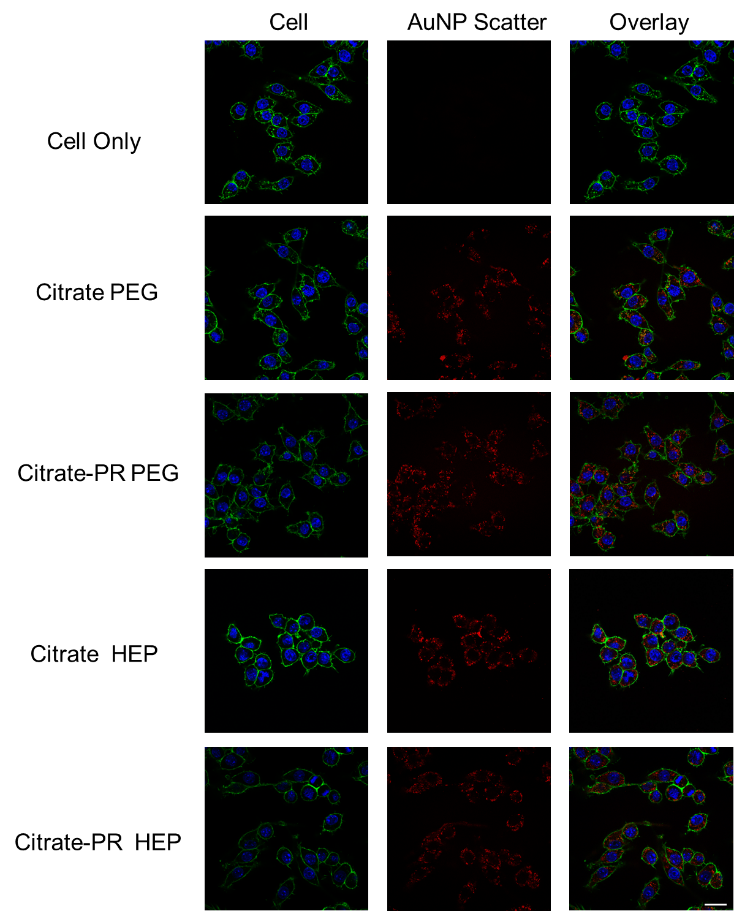 Cell AuNP Scatter Overlay
Cell Only
Citrate PEG
Citrate-PR PEG
Citrate HEP
Citrate-PR HEP